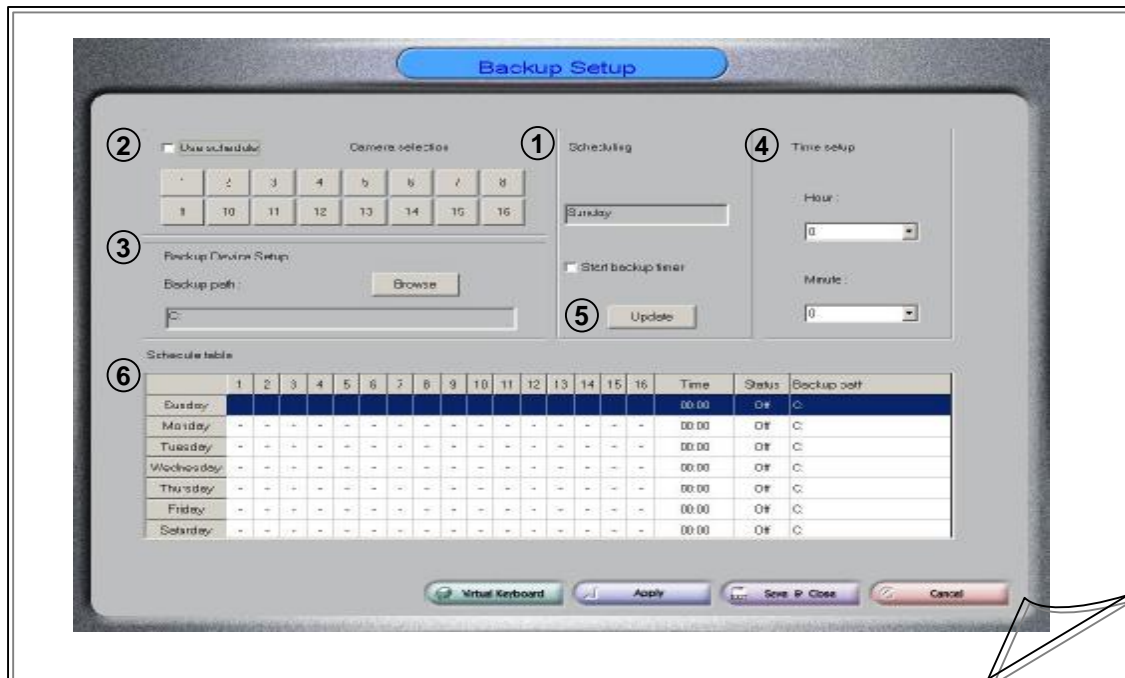 Backup Setup
② Use schedule Camera selection
1 2 3 4 5 6 7 8
9 10 11 12 13 14 15 16
③ Backup Device Setup
Backup path : Browse
C:
① Scheduling
Sunday
Start backup timer
⑤ Update
④ Time setup
Hour :
0
Minute :
0
Schecule table
⑥ 1 2 3 4 5 6 7 8 9 10 11 12 13 14 15 16 Time Status Backup path
Sunday 00:00 Off C:
Monday - - - - - - - - - - - - - - - - 00:00 Off C:
Tuesday - - - - - - - - - - - - - - - - 00:00 Off C:
Wednesday - - - - - - - - - - - - - - - - 00:00 Off C:
Thursday - - - - - - - - - - - - - - - - 00:00 Off C:
Friday - - - - - - - - - - - - - - - - 00:00 Off C:
Saturday - - - - - - - - - - - - - - - - 00:00 Off C:
Virtual Keyboard Apply Save & Close Cancel